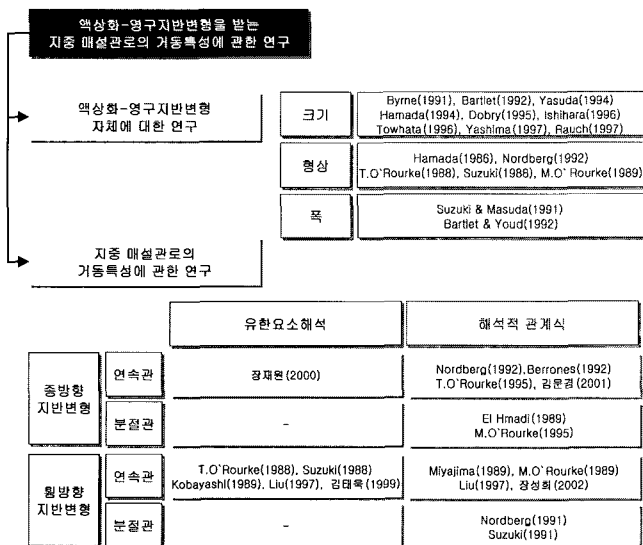 액상화-영구지반변형을 받는
지중 매설관로의 거동특성에 관한 연구
액상화-영구지반변형
자체에 대한 연구
크기
Byrne(1991), Bartlet(1992), Yasuda(1994)
Hamada(1994), Dobry(1995), Ishihara(1996)
Towhata(1996), Yashima(1997), Rauch(1997)
형상
Hamada(1986), Nordberg(1992)
T.O`Rourke(1988), Suzuki(1988), M.O`Rourke(1989)
폭
Suzuki & Masuda(1991)
Bartlet & Youd(1992)
지중 매설관로의
거동특성에 관한 연구
유한요소해석
해석적 관계식
종방향
지반변형
연속관
장재원(2000)
Nordberg(1992),Berrones(1992)
T.O`Rourke(1995), 김문겸(2001)
분절관
-
El Hmadi(1989)
M.O`Rourke(1995)
횡방향
지반변형
연속관
T.O`Rourke(1988), Suzuki(1988)
Kobayashi(1989), Liu(1997), 김태욱(1999)
Miyajima(1989), M.O`Rourke(1989)
Liu(1997), 장성희(2002)
분절관
-
Nordberg(1991)
Suzuki(1991)